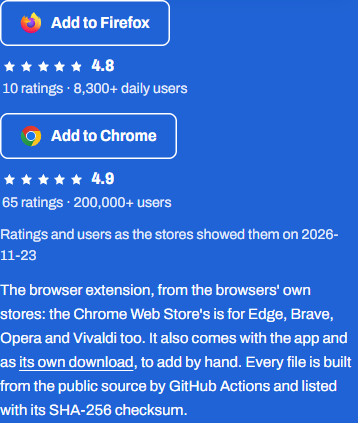 Add to Firefox
★★★★★ 4.8
10 ratings · 8,300+ daily users
Add to Chrome
★★★★★ 4.9
65 ratings · 200,000+ users
Ratings and users as the stores showed them on 2026-
11-23
The browser extension, from the browsers' own
stores: the Chrome Web Store's is for Edge, Brave,
Opera and Vivaldi too. It also comes with the app and
as its own download, to add by hand. Every file is built
from the public source by GitHub Actions and listed
with its SHA-256 checksum.